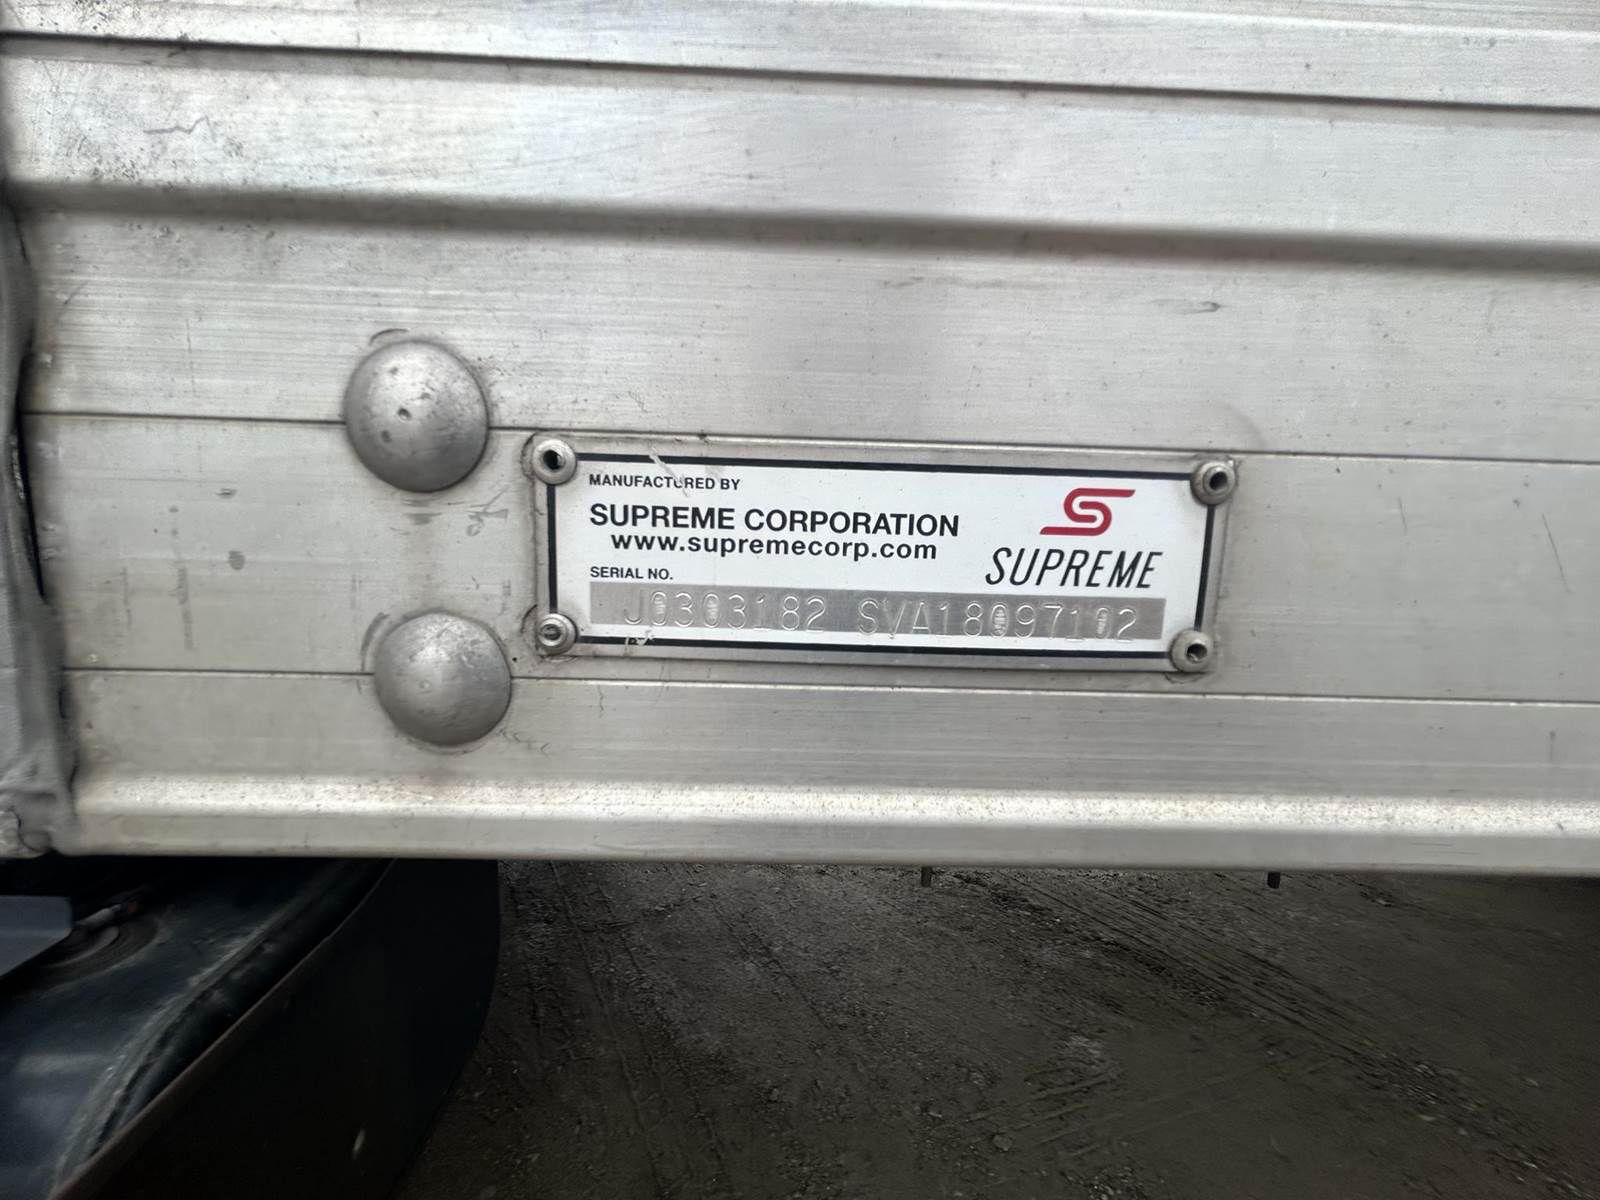 MANUFACTURED BY
SUPREME CORPORATION
www.supremecorp.com
SUPREME
SERIAL NO.
J0303182 SVA18097102